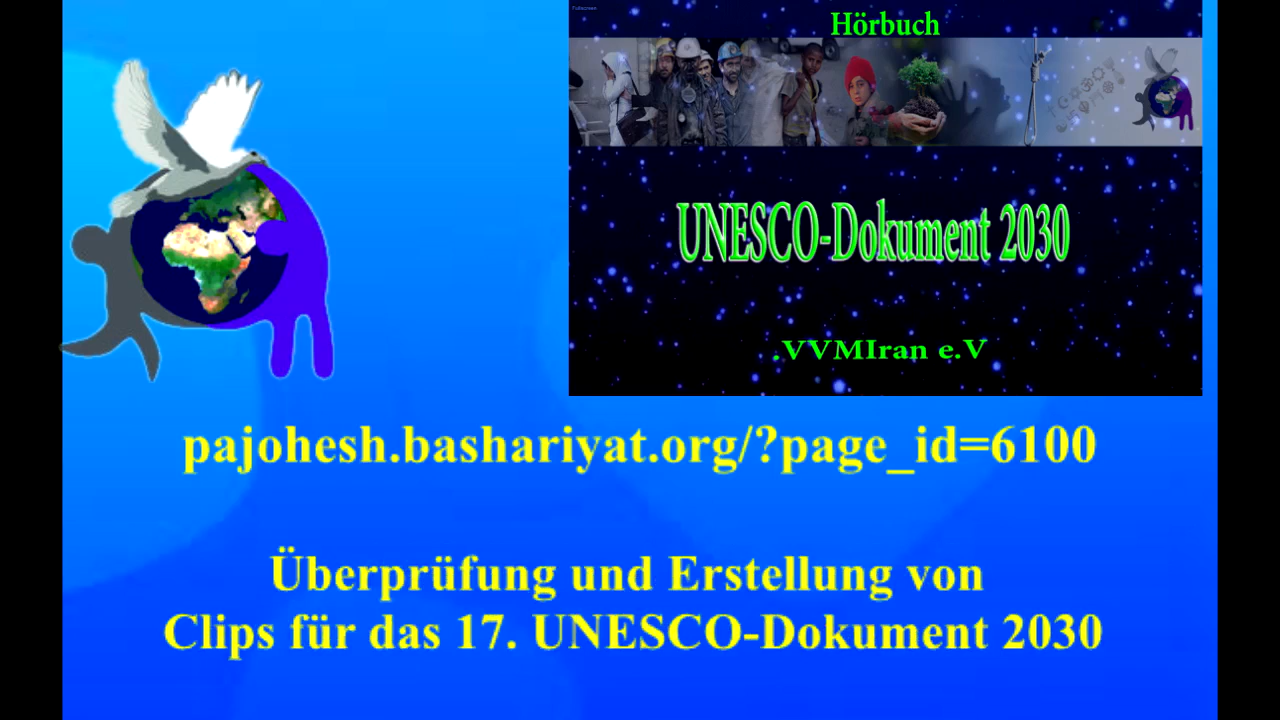 Fullscreen
Hörbuch
UNESCO-Dokument 2030
.VVMIran e.V
pajohesh.bashariyat.org/?page_id=6100
Überprüfung und Erstellung von
Clips für das 17. UNESCO-Dokument 2030